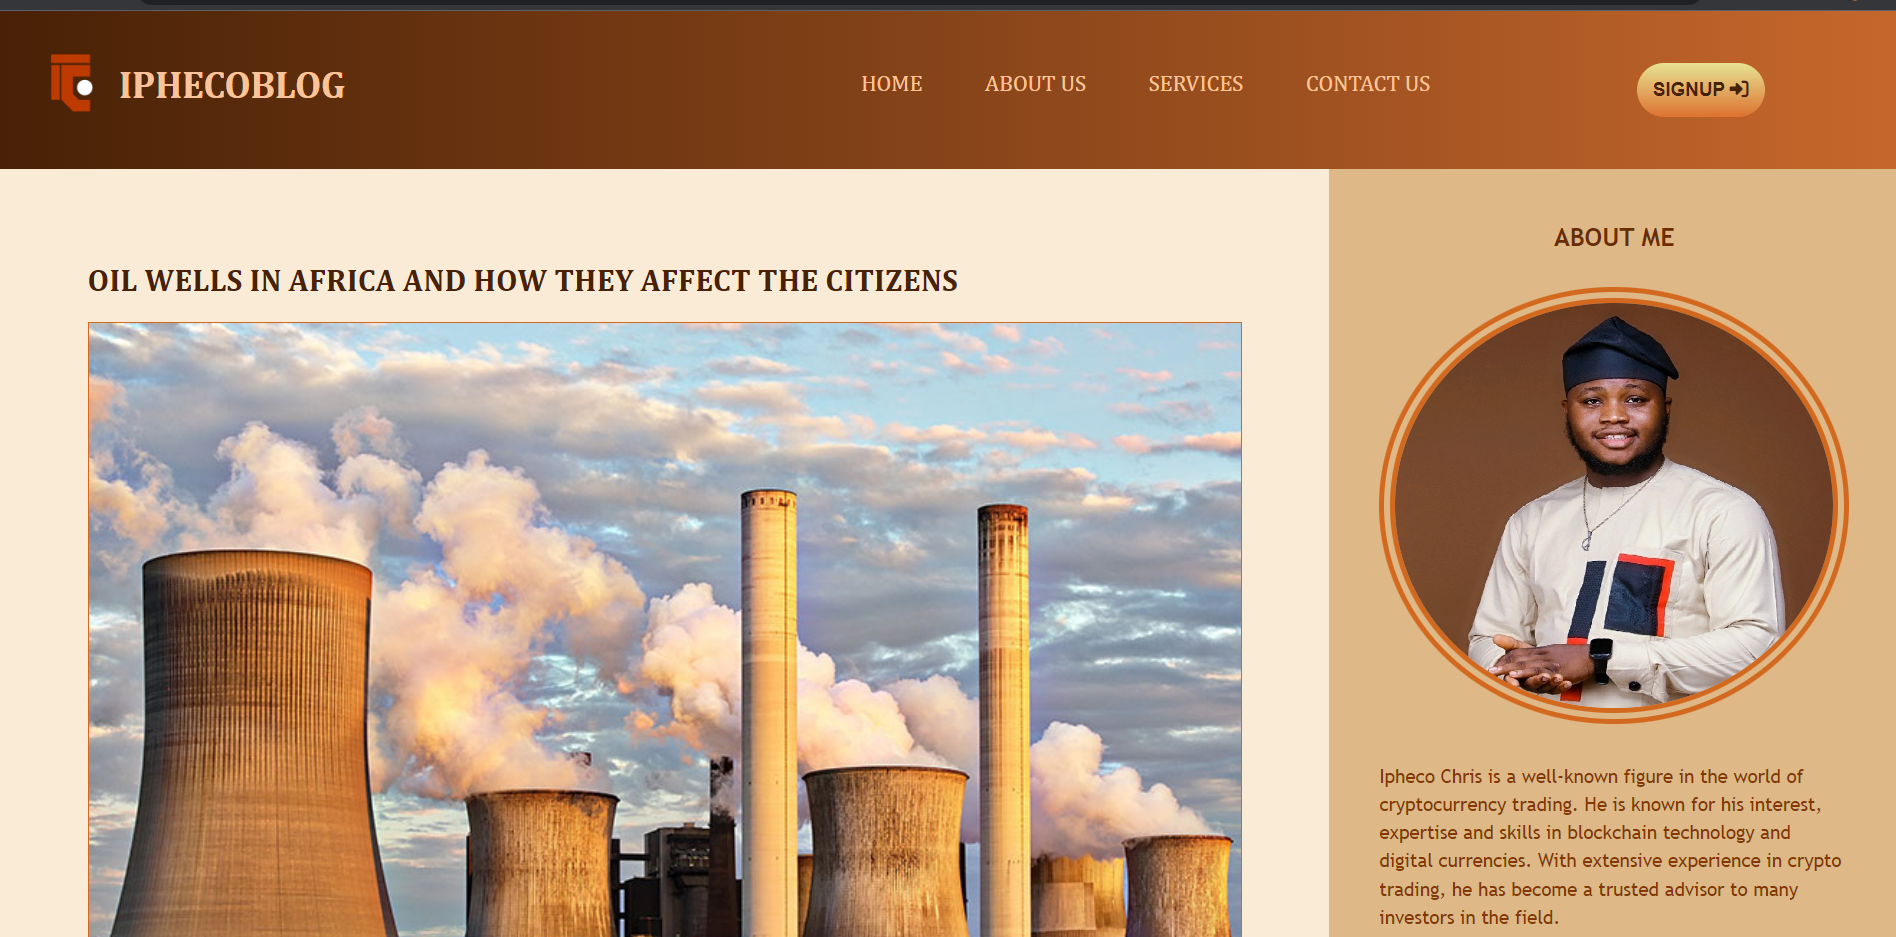 IPHECOBLOG
HOME ABOUT US SERVICES CONTACT US
SIGNUP
OIL WELLS IN AFRICA AND HOW THEY AFFECT THE CITIZENS
ABOUT ME
Ipheco Chris is a well-known figure in the world of
cryptocurrency trading. He is known for his interest,
expertise and skills in blockchain technology and
digital currencies. With extensive experience in crypto
trading, he has become a trusted advisor to many
investors in the field.